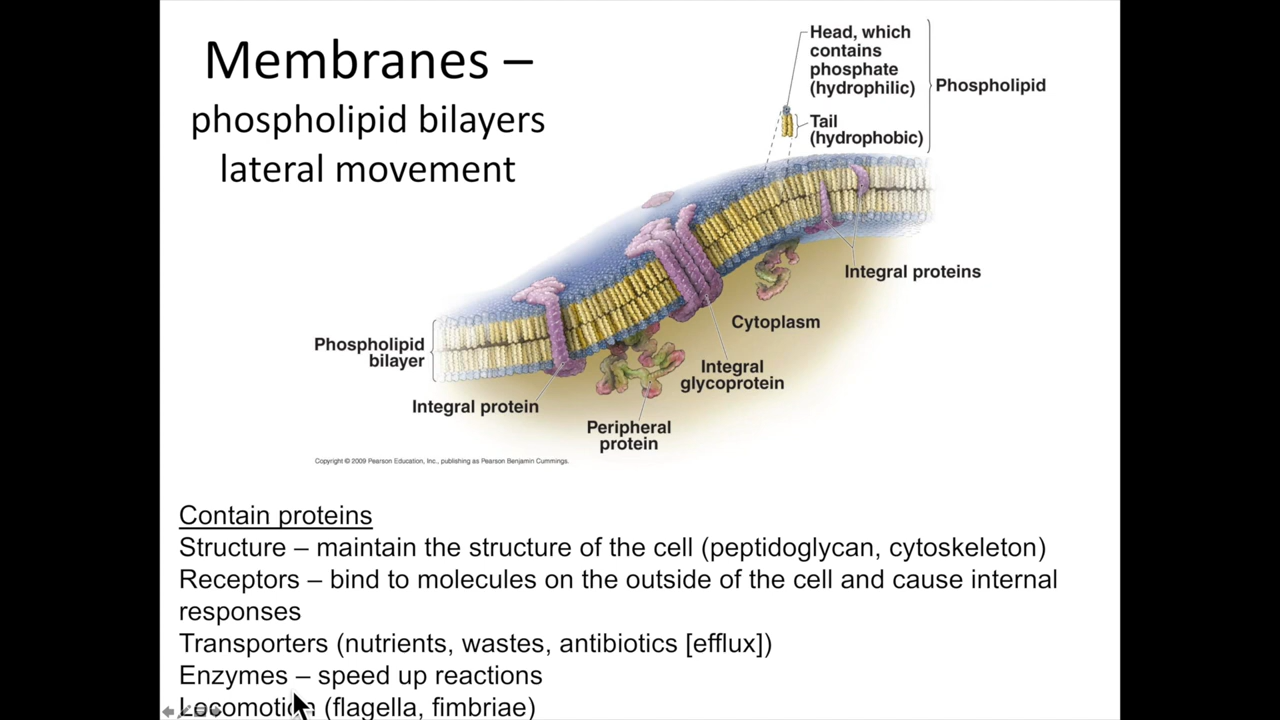 Membranes –
phospholipid bilayers
lateral movement
Head, which
contains
phosphate
(hydrophilic)
Phospholipid
Tail
(hydrophobic)
Integral proteins
Cytoplasm
Phospholipid
bilayer
Integral
glycoprotein
Integral protein
Peripheral
protein
Copyright © 2009 Pearson Education, Inc., publishing as Pearson Benjamin Cummings.
Contain proteins
Structure – maintain the structure of the cell (peptidoglycan, cytoskeleton)
Receptors – bind to molecules on the outside of the cell and cause internal
responses
Transporters (nutrients, wastes, antibiotics [efflux])
Enzymes – speed up reactions
Locomotion (flagella, fimbriae)